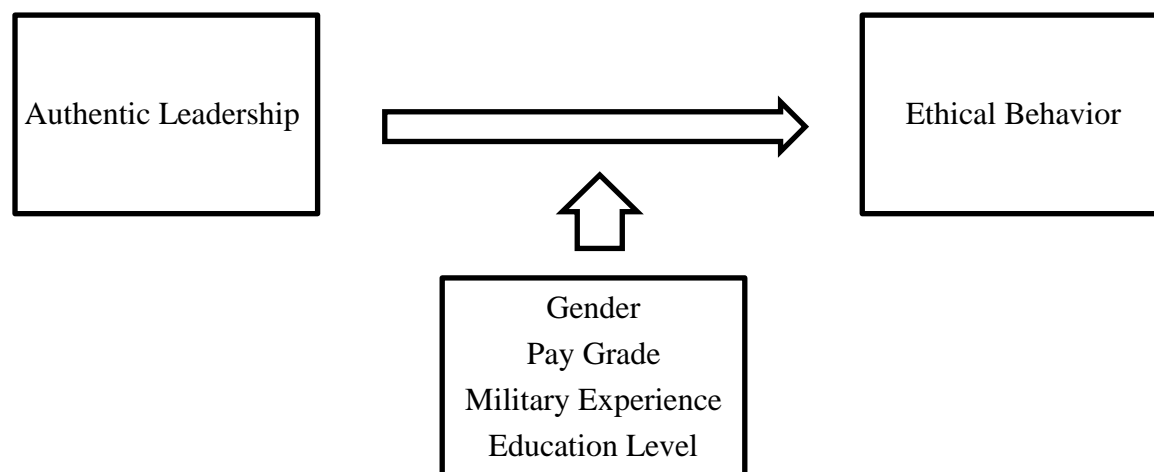 Authentic Leadership
Ethical Behavior
Gender
Pay Grade
Military Experience
Education Level